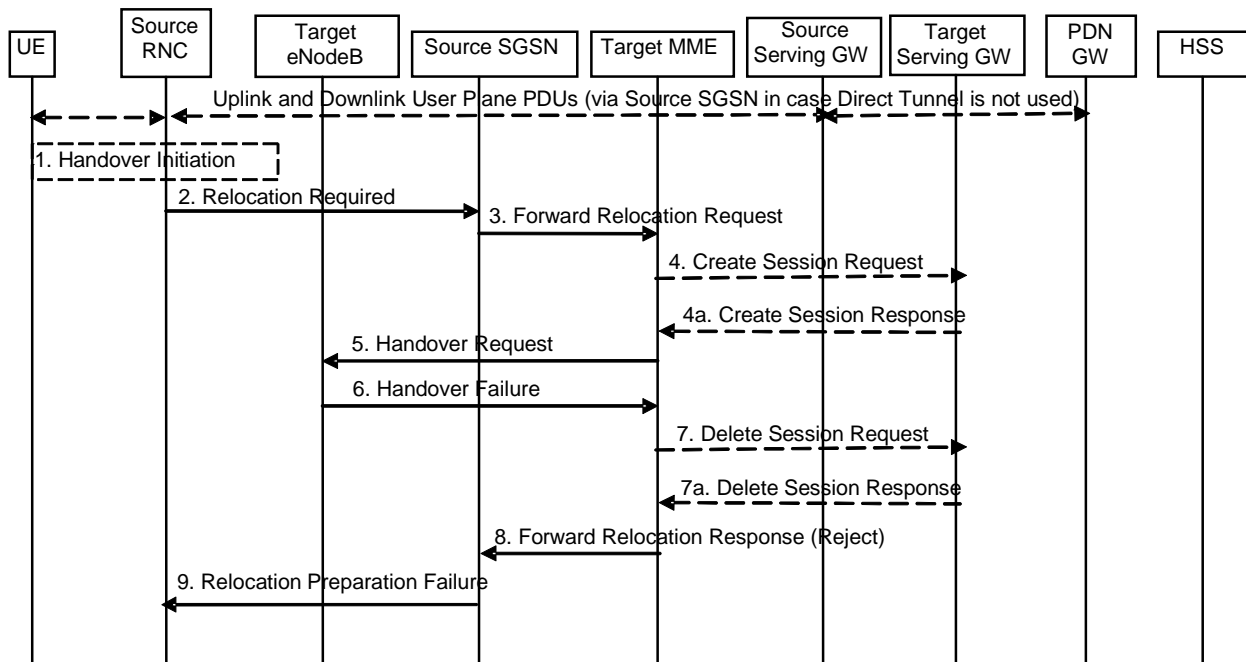 UE
Source
RNC
Target
eNodeB
Source SGSN
Target MME
Source
Serving GW
Target
Serving GW
PDN
GW
HSS
Uplink and Downlink User Plane PDUs (via Source SGSN in case Direct Tunnel is not used)
1. Handover Initiation
2. Relocation Required
3. Forward Relocation Request
4. Create Session Request
4a. Create Session Response
5. Handover Request
6. Handover Failure
7. Delete Session Request
7a. Delete Session Response
8. Forward Relocation Response (Reject)
9. Relocation Preparation Failure